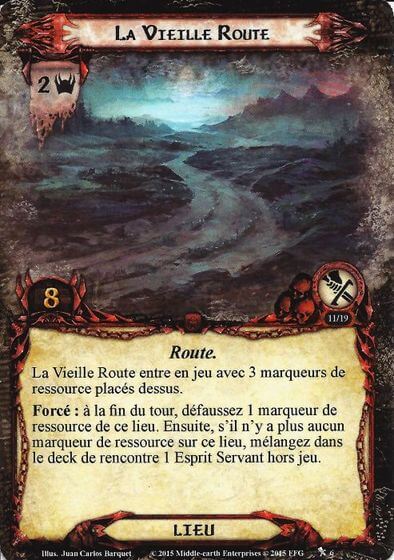 La Vieille Route
2
8
11/19
Route.
La Vieille Route entre en jeu avec 3 marqueurs de
ressource placés dessus.
Forcé : à la fin du tour, défaussez 1 marqueur de
ressource de ce lieu. Ensuite, s'il n'y a plus aucun
marqueur de ressource sur ce lieu, mélangez dans
le deck de rencontre 1 Esprit Servant hors jeu.
LIEU
Illus. Juan Carlos Barquet
© 2015 Middle-earth Enterprises © 2015 EFG
6